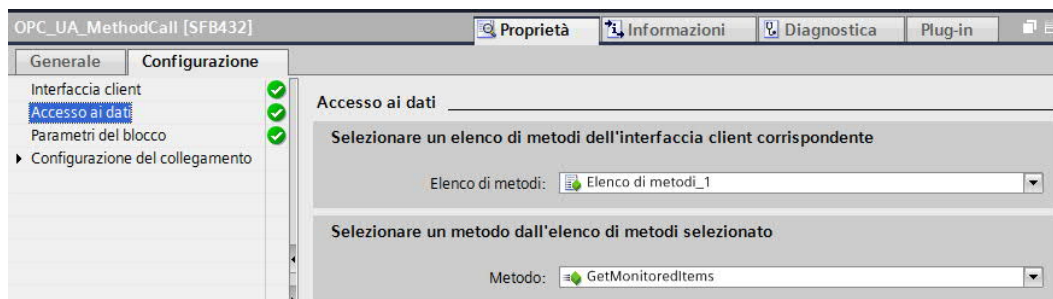 OPC_UA_MethodCall [SFB432]
Proprietà
Informazioni
Diagnostica
Plug-in
Generale
Configurazione
Interfaccia client
Accesso ai dati
Parametri del blocco
Configurazione del collegamento
Accesso ai dati
Selezionare un elenco di metodi dell'interfaccia client corrispondente
Elenco di metodi: Elenco di metodi_1
Selezionare un metodo dall'elenco di metodi selezionato
Metodo: GetMonitoredItems